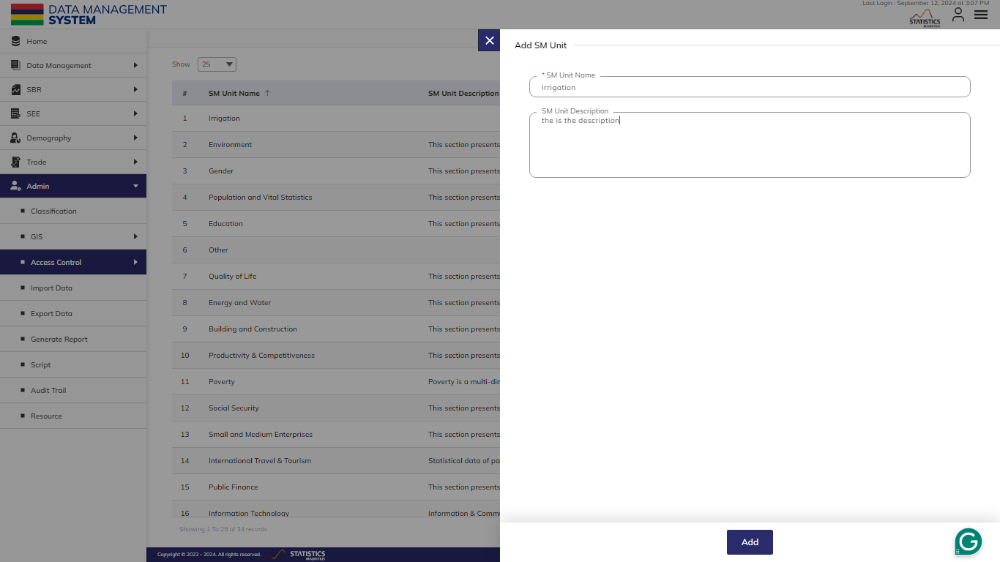 DATA MANAGEMENT
SYSTEM
Last Login : September 12, 2024 at 3:07 PM
STATISTICS
MAURITIUS
Home
Data Management
SBR
SEE
Demography
Trade
Admin
Classification
GIS
Access Control
Import Data
Export Data
Generate Report
Script
Audit Trail
Resource
Show 25
# SM Unit Name SM Unit Description
1 Irrigation
2 Environment This section presents
3 Gender This section presents
4 Population and Vital Statistics This section presents
5 Education This section presents
6 Other
7 Quality of Life This section presents
8 Energy and Water This section presents
9 Building and Construction This section presents
10 Productivity & Competitiveness This section presents
11 Poverty Poverty is a multi-di
12 Social Security This section presents
13 Small and Medium Enterprises This section presents
14 International Travel & Tourism Statistical data of pa
15 Public Finance This section presents
16 Information Technology Information & Comm
Showing 1 To 25 of 34 records
Copyright © 2022 - 2024. All rights reserved.
STATISTICS
MAURITIUS
Add SM Unit
* SM Unit Name
Irrigation
SM Unit Description
the is the description
Add